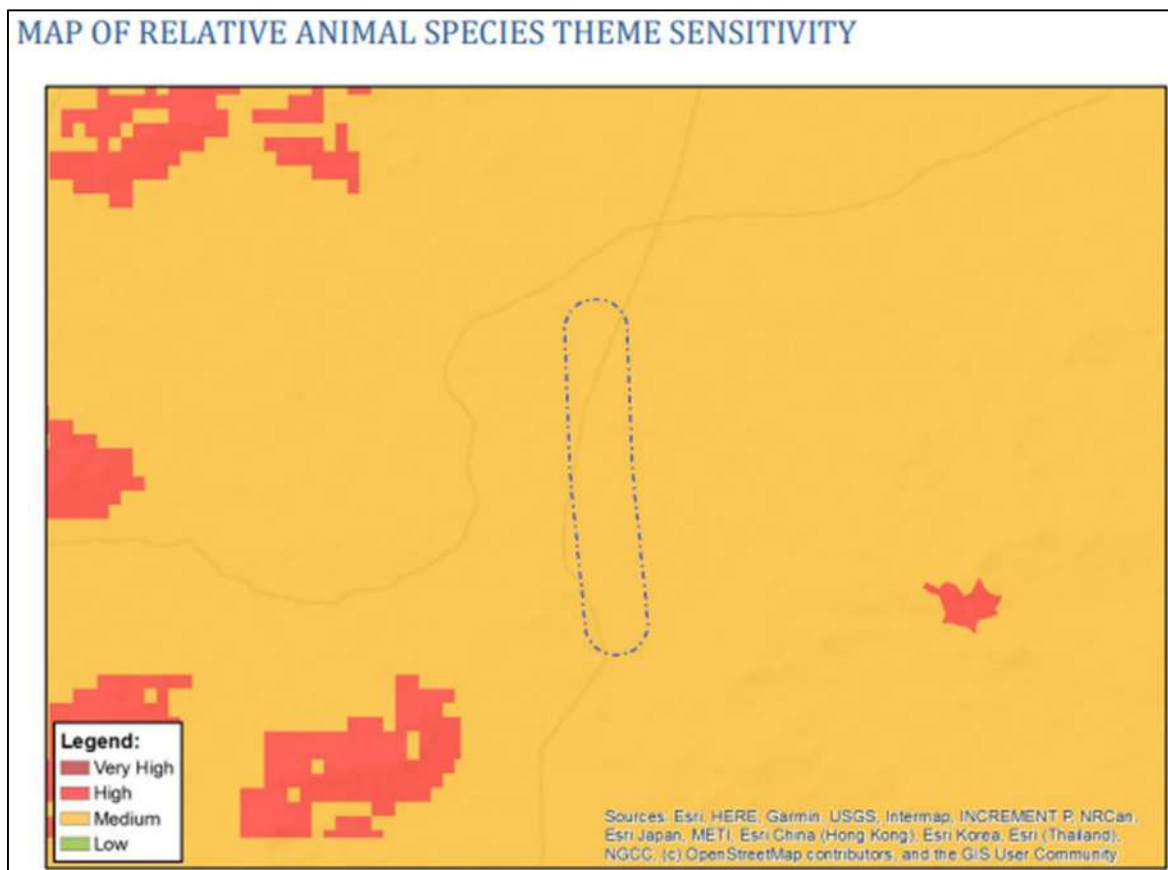 MAP OF RELATIVE ANIMAL SPECIES THEME SENSITIVITY
Legend:
Very High
High
Medium
Low
Sources: Esri, HERE, Garmin, USGS, Intermap, INCREMENT P, NRCan,
Esri Japan, METI, Esri China (Hong Kong), Esri Korea, Esri (Thailand),
NGCC, (c) OpenStreetMap contributors, and the GIS User Community